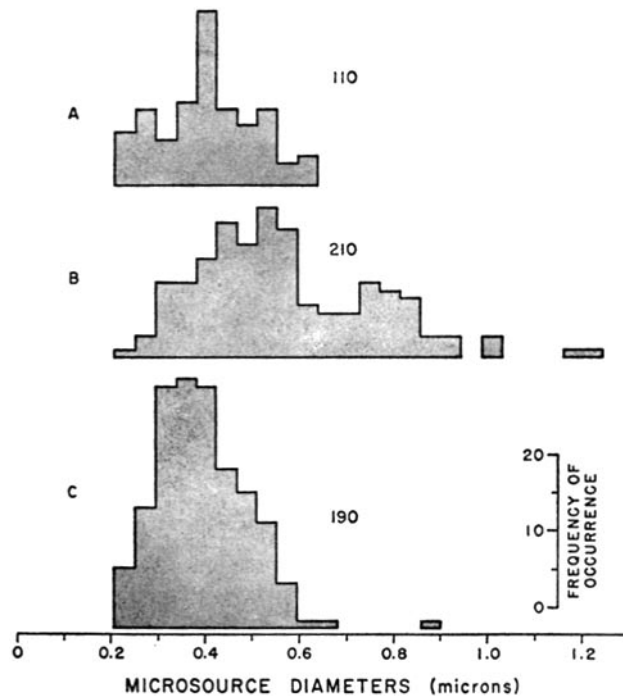 A
110
B
210
C
190
20
15
10
0
FREQUENCY OF
OCCURRENCE
0 0.2 0.4 0.6 0.8 1.0 1.2
MICROSOURCE DIAMETERS (microns)